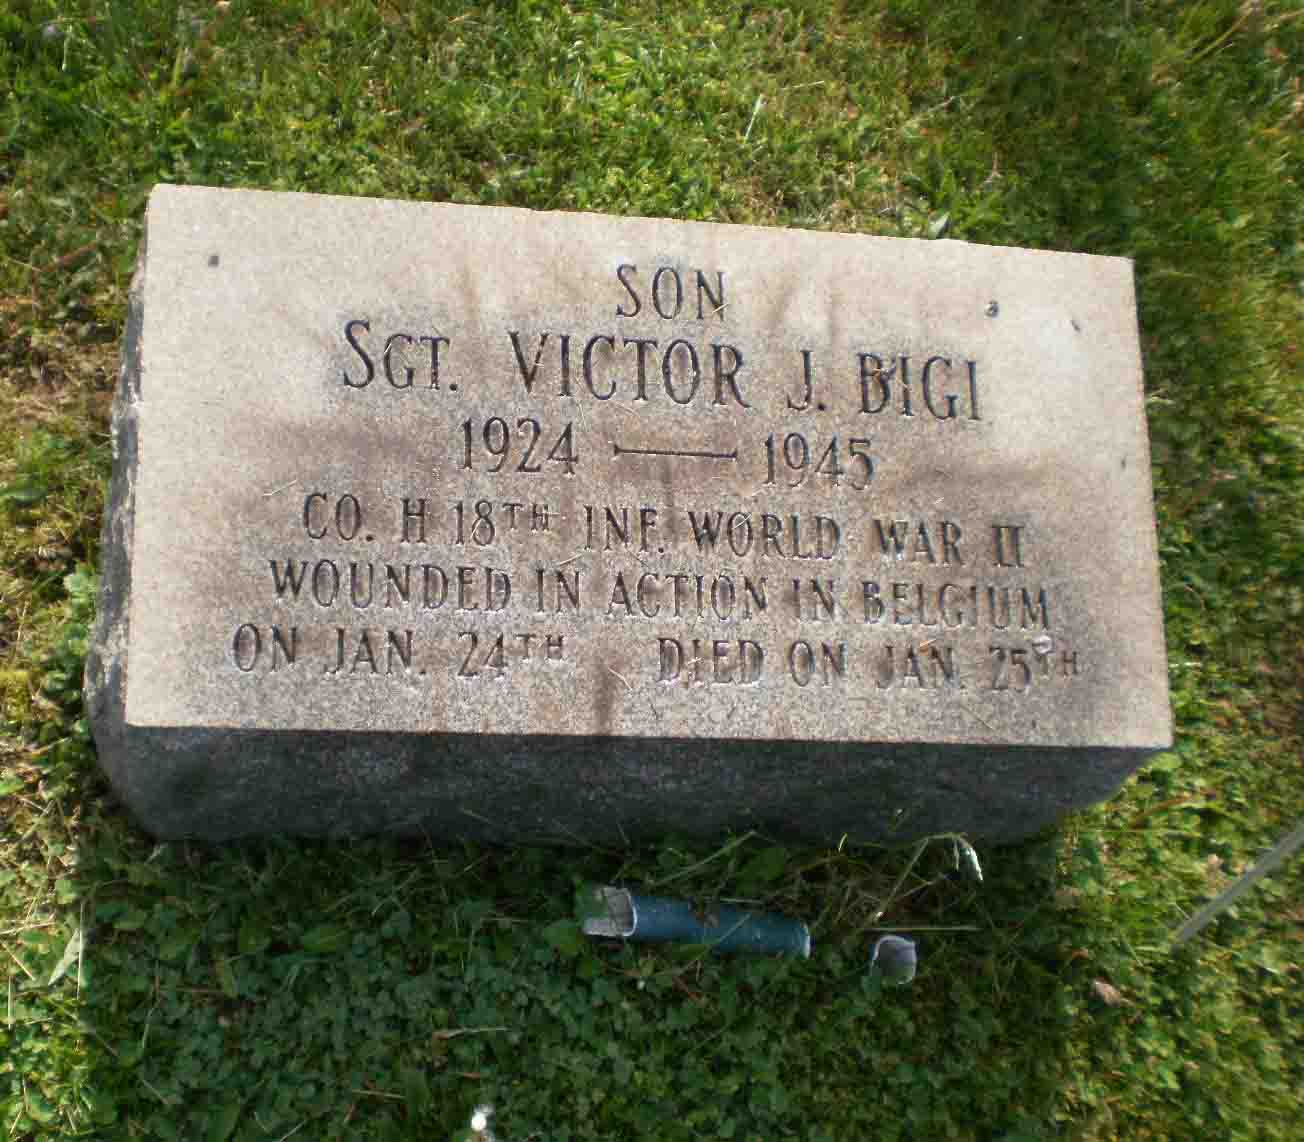 SON
SGT. VICTOR J. BIGI
1924 — 1945
CO. H 18TH INF. WORLD WAR II
WOUNDED IN ACTION IN BELGIUM
ON JAN. 24TH DIED ON JAN. 25TH